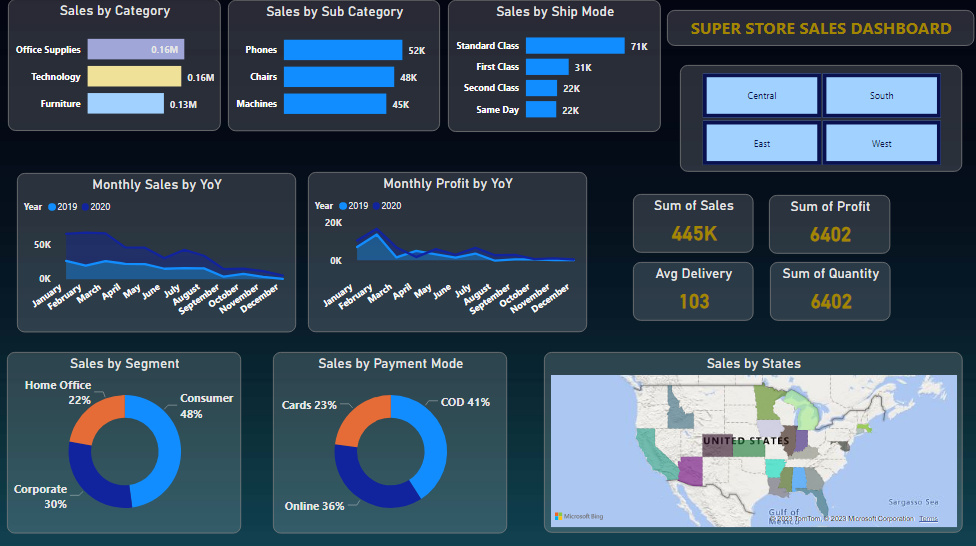 Sales by Category
Office Supplies 0.16M
Technology 0.16M
Furniture 0.13M
Sales by Sub Category
Phones 52K
Chairs 48K
Machines 45K
Sales by Ship Mode
Standard Class 71K
First Class 31K
Second Class 22K
Same Day 22K
SUPER STORE SALES DASHBOARD
Central South
East West
Monthly Sales by YoY
Year 2019 2020
50K
0K
January February March April May June July August September October November December
Monthly Profit by YoY
Year 2019 2020
20K
0K
January February March April May June July August September October November December
Sum of Sales
445K
Sum of Profit
6402
Avg Delivery
103
Sum of Quantity
6402
Sales by Segment
Home Office
22%
Consumer
48%
Corporate
30%
Sales by Payment Mode
Cards 23%
COD 41%
Online 36%
Sales by States
UNITED STATES
Sargasso Sea
Gulf of
Mexico
Microsoft Bing
© 2023 TomTom, © 2023 Microsoft Corporation Terms